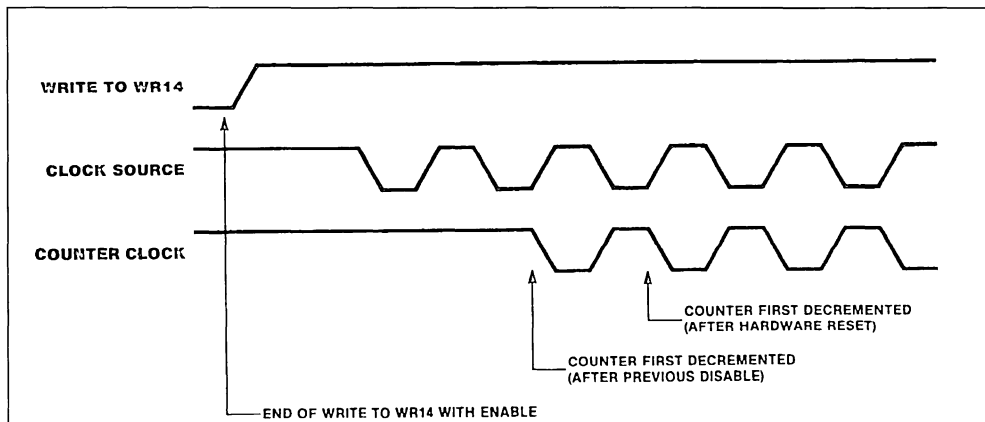 WRITE TO WR14
CLOCK SOURCE
COUNTER CLOCK
COUNTER FIRST DECREMENTED
(AFTER HARDWARE RESET)
COUNTER FIRST DECREMENTED
(AFTER PREVIOUS DISABLE)
END OF WRITE TO WR14 WITH ENABLE